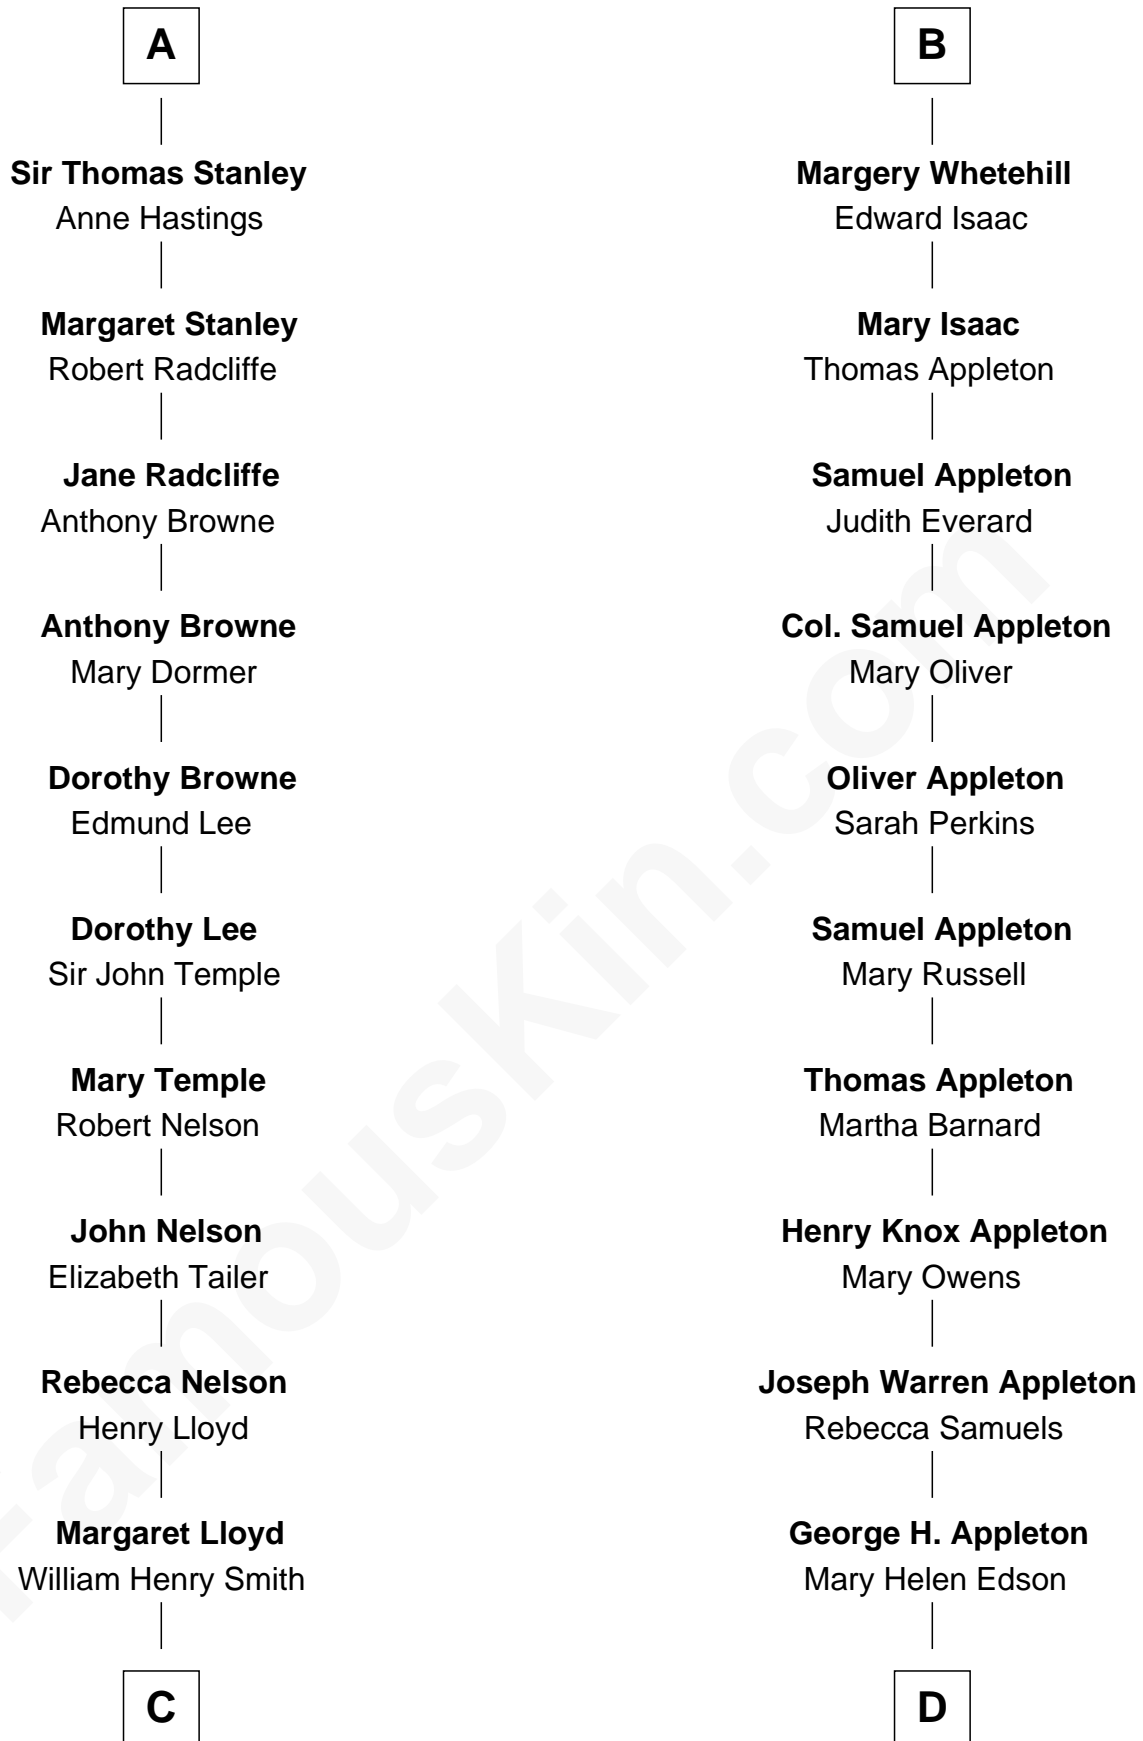 A
Sir Thomas Stanley
Anne Hastings
Margaret Stanley
Robert Radcliffe
Jane Radcliffe
Anthony Browne
Anthony Browne
Mary Dormer
Dorothy Browne
Edmund Lee
Dorothy Lee
Sir John Temple
Mary Temple
Robert Nelson
John Nelson
Elizabeth Tailer
Rebecca Nelson
Henry Lloyd
Margaret Lloyd
William Henry Smith
C
B
Margery Whetehill
Edward Isaac
Mary Isaac
Thomas Appleton
Samuel Appleton
Judith Everard
Col. Samuel Appleton
Mary Oliver
Oliver Appleton
Sarah Perkins
Samuel Appleton
Mary Russell
Thomas Appleton
Martha Barnard
Henry Knox Appleton
Mary Owens
Joseph Warren Appleton
Rebecca Samuels
George H. Appleton
Mary Helen Edson
D
FamousKin.com